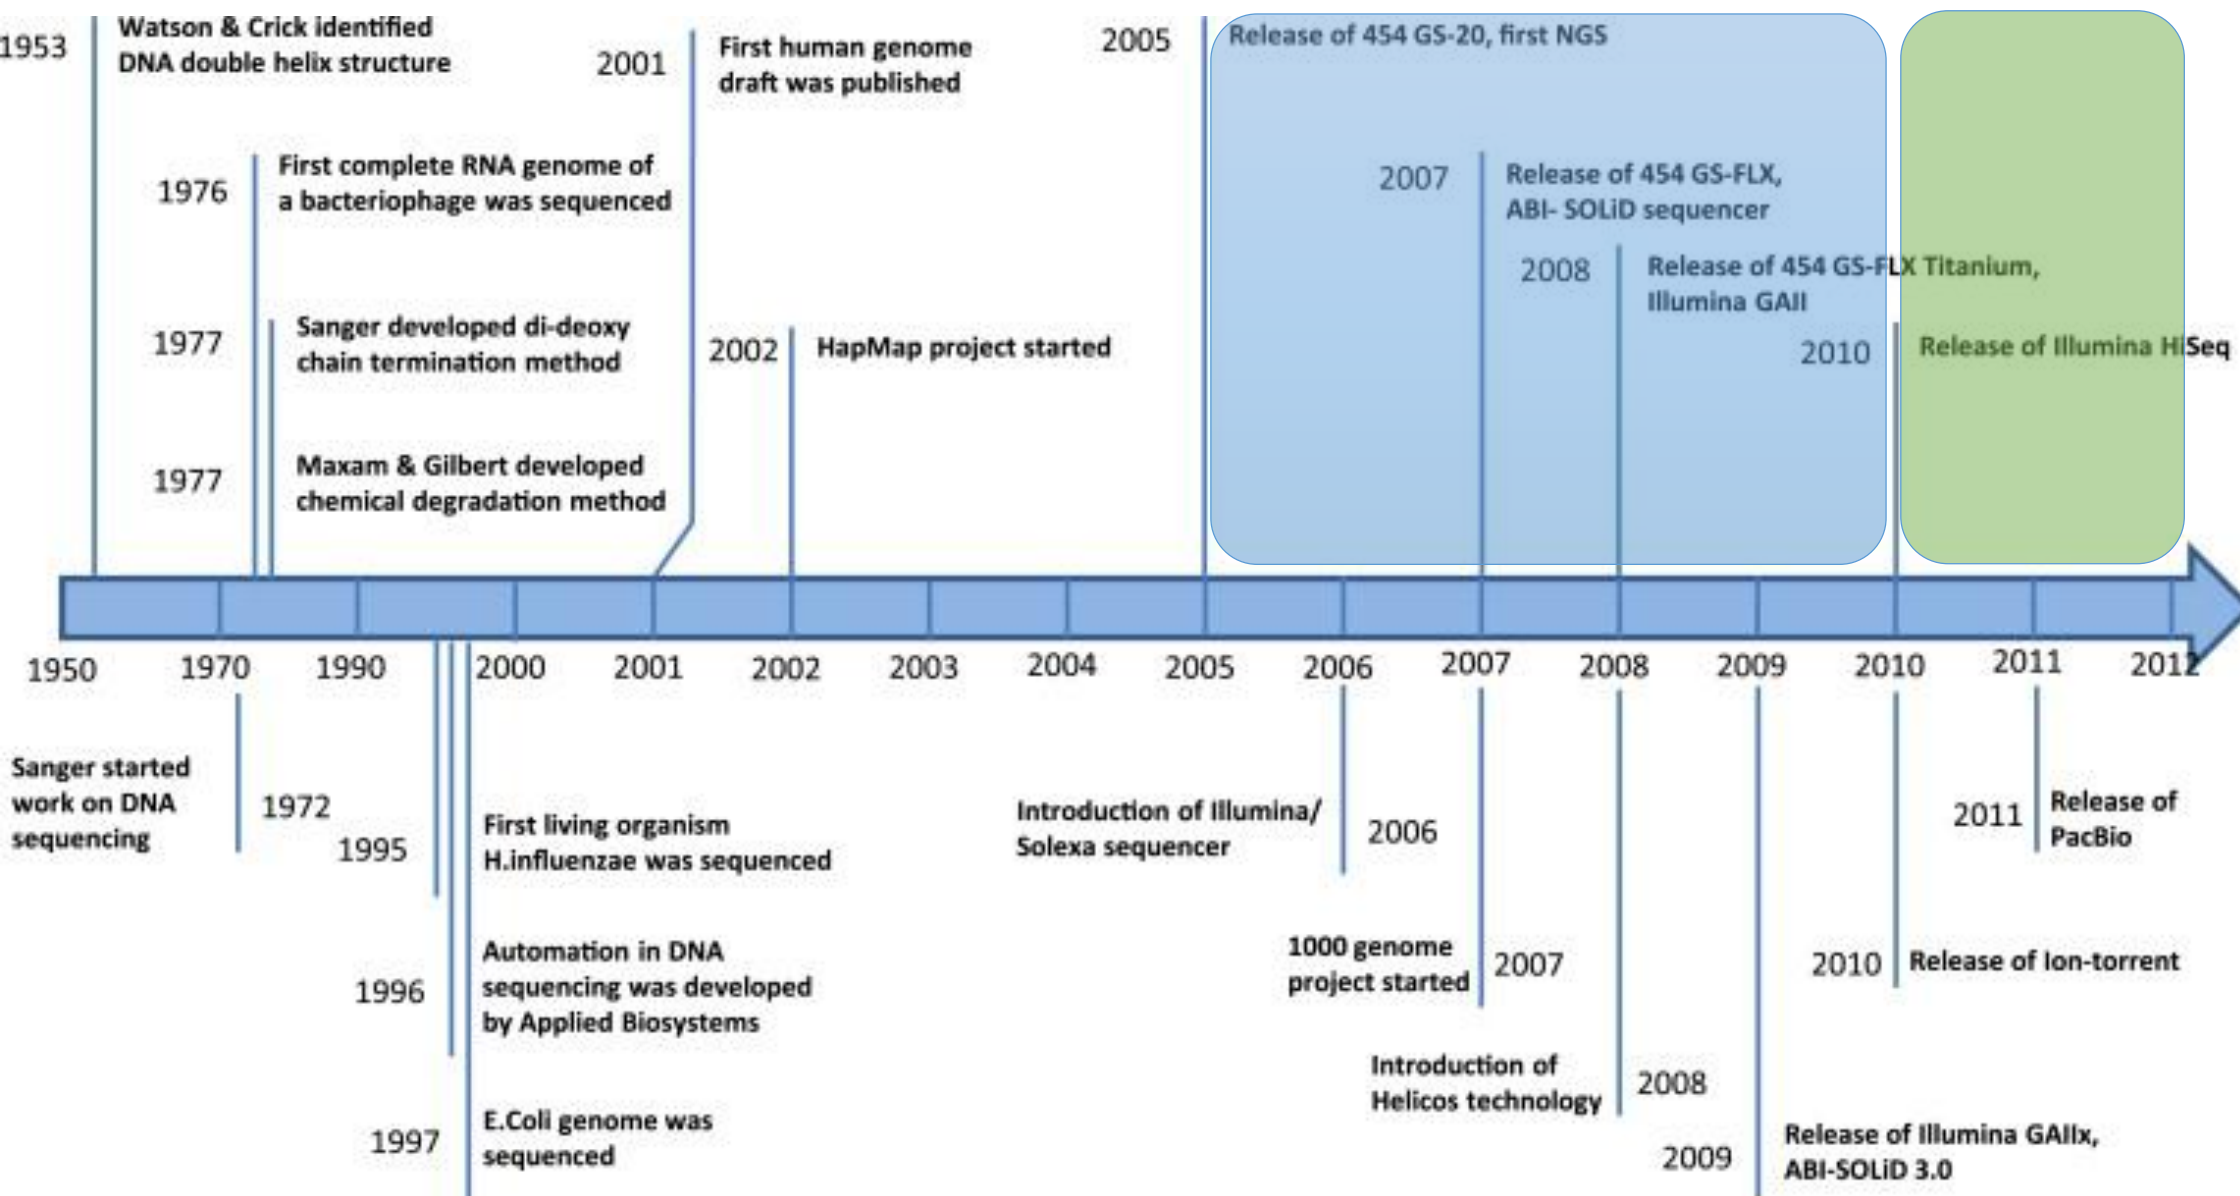 1953
Watson & Crick identified
DNA double helix structure
1976
First complete RNA genome of
a bacteriophage was sequenced
1977
Sanger developed di-deoxy
chain termination method
1977
Maxam & Gilbert developed
chemical degradation method
2001
First human genome
draft was published
2002
HapMap project started
2005
Release of 454 GS-20, first NGS
2007
Release of 454 GS-FLX,
ABI- SOLiD sequencer
2008
Release of 454 GS-FLX Titanium,
Illumina GAII
2010
Release of Illumina HiSeq
1950 1970 1990 2000 2001 2002 2003 2004 2005 2006 2007 2008 2009 2010 2011 2012
Sanger started
work on DNA
sequencing
1972
1995
First living organism
H.influenzae was sequenced
1996
Automation in DNA
sequencing was developed
by Applied Biosystems
1997
E.Coli genome was
sequenced
Introduction of Illumina/
Solexa sequencer
2006
1000 genome
project started
2007
Introduction of
Helicos technology
2008
2009
Release of Illumina GAIIx,
ABI-SOLiD 3.0
2010
Release of Ion-torrent
2011
Release of
PacBio